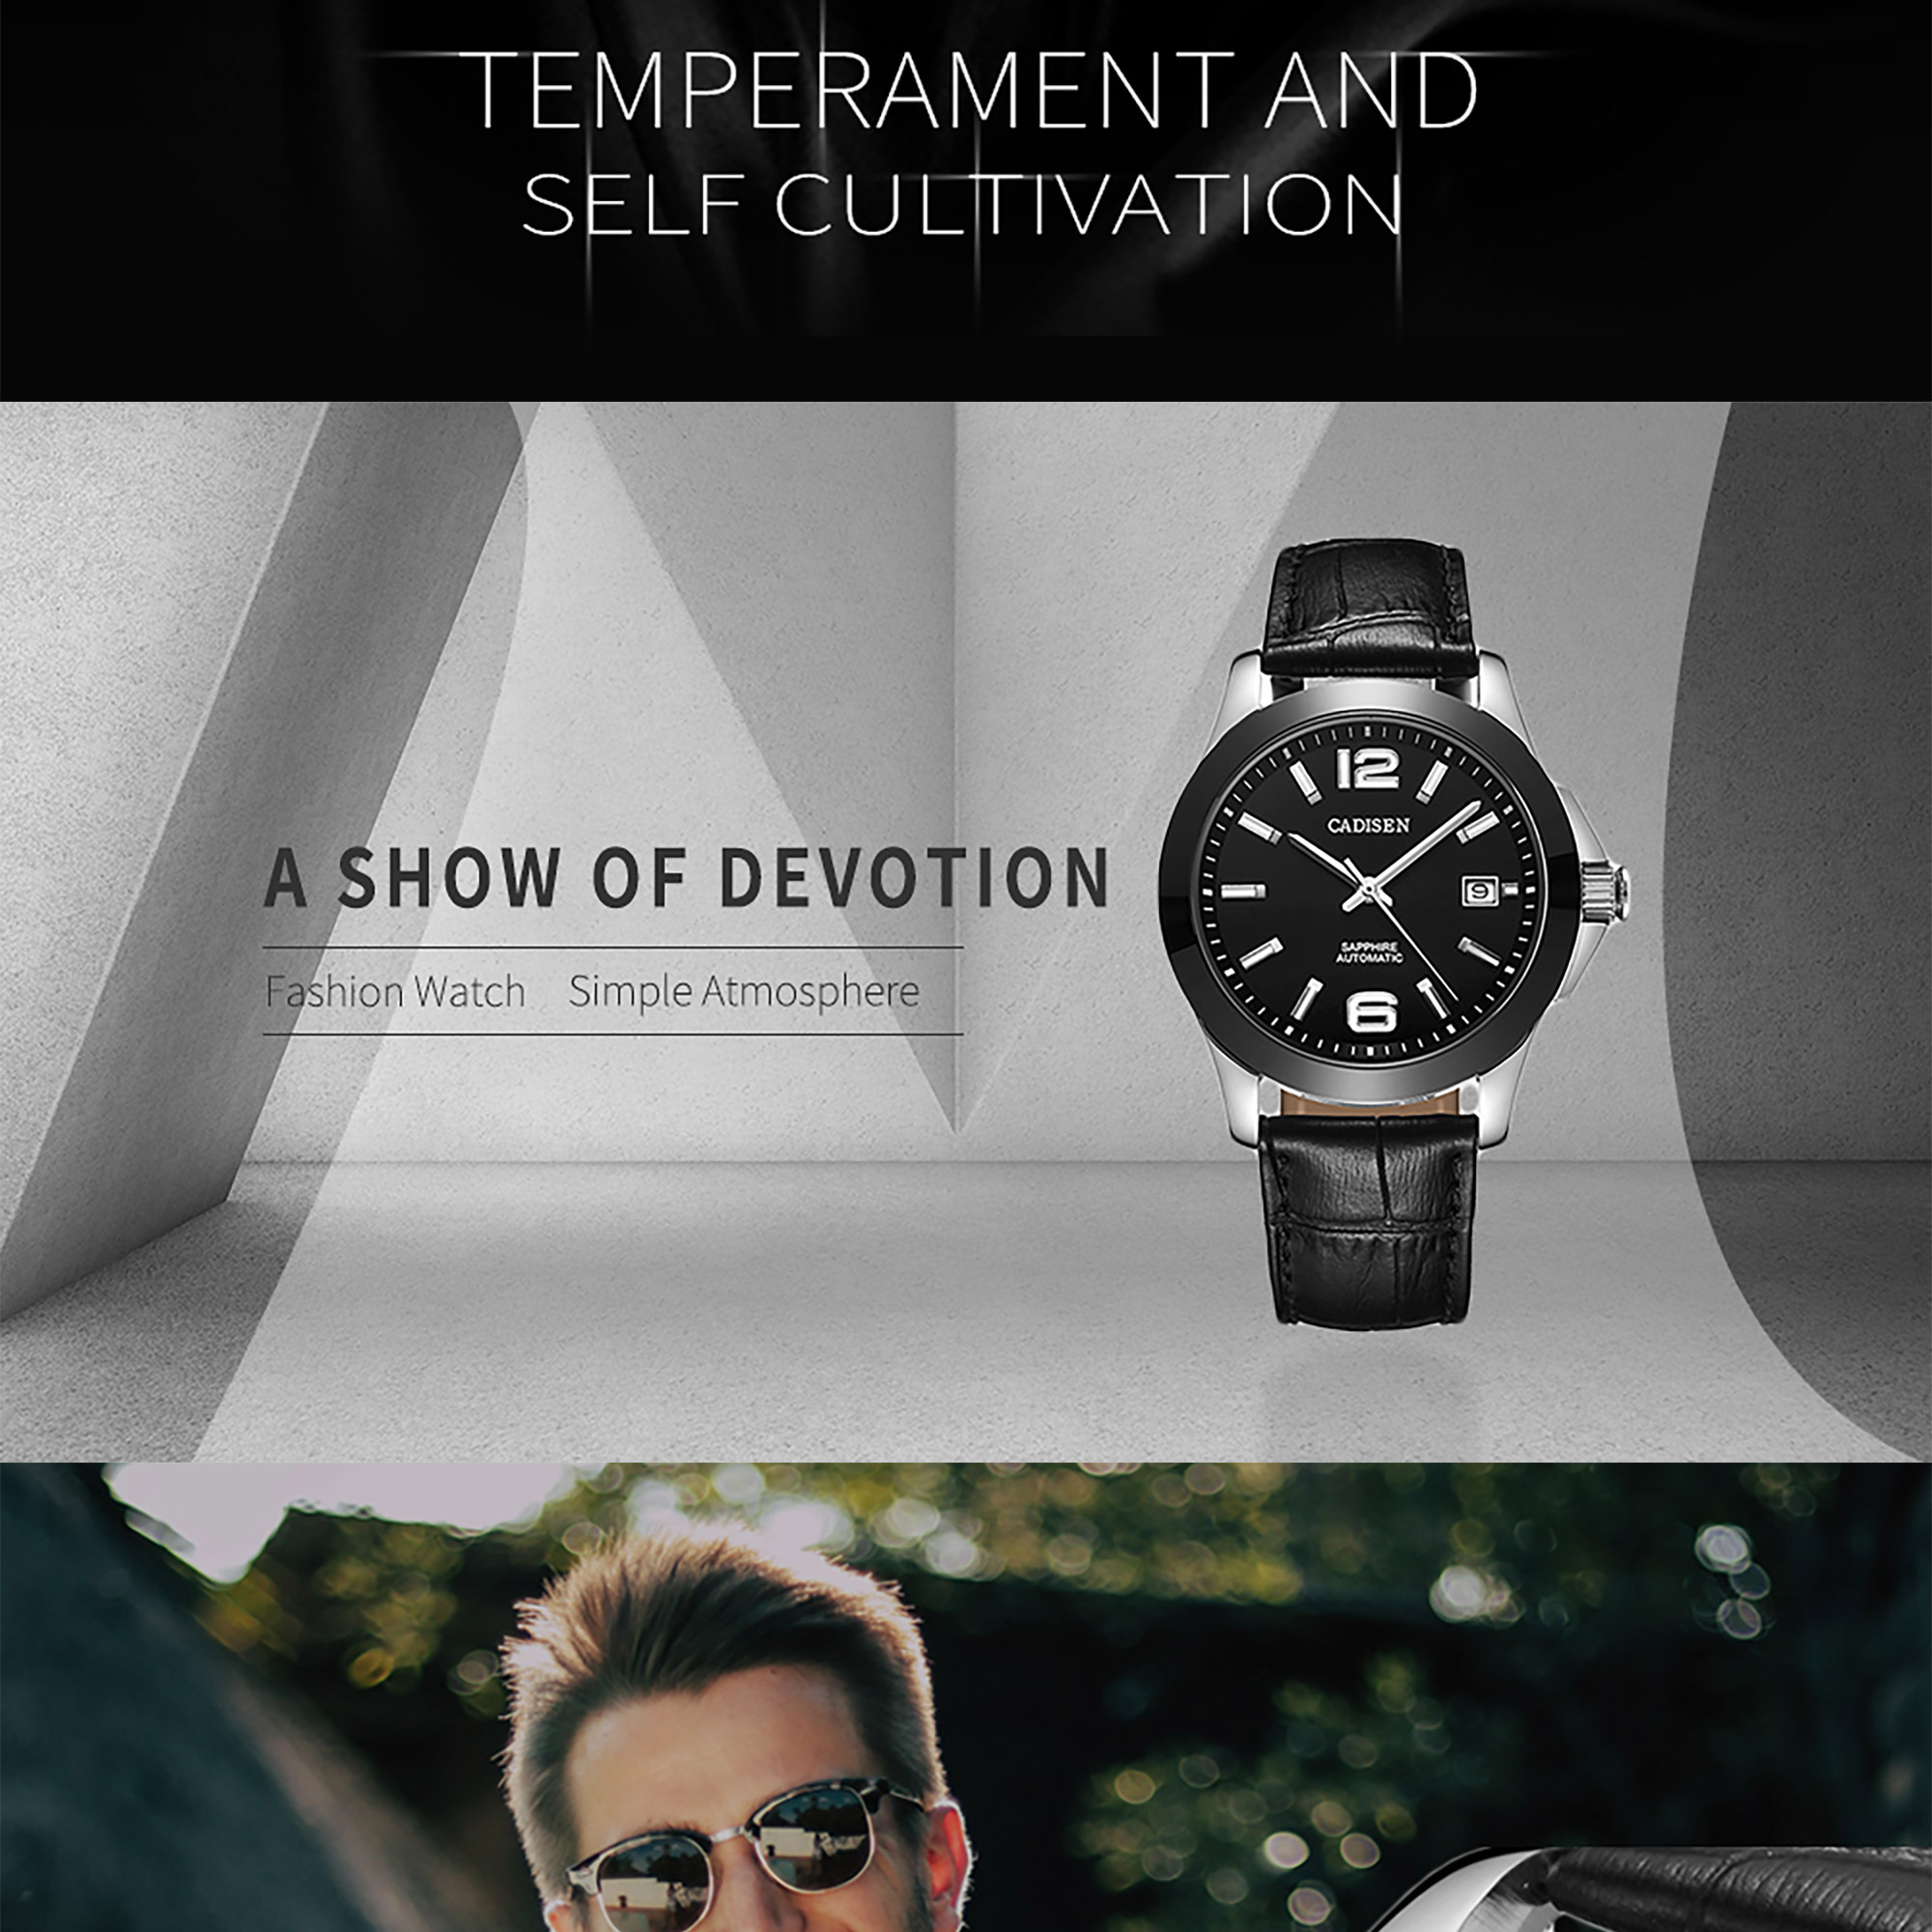 TEMPERAMENT AND
SELF CULTIVATION
A SHOW OF DEVOTION
Fashion Watch Simple Atmosphere
12
CADISEN
9
SAPPHIRE
AUTOMATIC
6